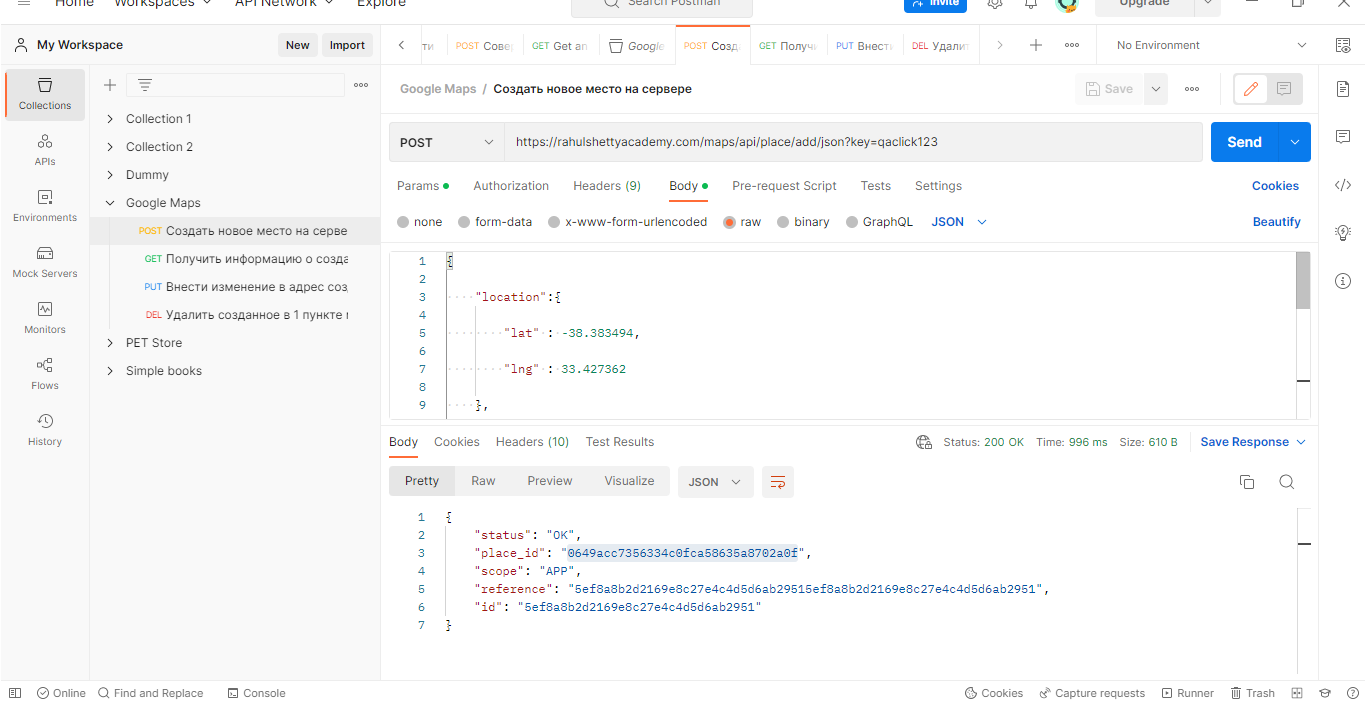 Home Workspaces API Network Explore Search Postman Invite Upgrade
My Workspace New Import
ти POST Совер GET Get an Google POST Созд GET Получи PUT Внест DEL Удалит No Environment
Collections
APIs
Environments
Mock Servers
Monitors
Flows
History
Collection 1
Collection 2
Dummy
Google Maps
POST Создать новое место на серве
GET Получить информацию о созда
PUT Внести изменение в адрес соз
DEL Удалить созданное в 1 пункте
PET Store
Simple books
Google Maps / Создать новое место на сервере Save
POST https://rahulshettyacademy.com/maps/api/place/add/json?key=qaclick123 Send
Params Authorization Headers (9) Body Pre-request Script Tests Settings Cookies
none form-data x-www-form-urlencoded raw binary GraphQL JSON Beautify
1 {
2
3 "location":{
4
5 "lat" : -38.383494,
6
7 "lng" : 33.427362
8
9 },
Body Cookies Headers (10) Test Results Status: 200 OK Time: 996 ms Size: 610 B Save Response
Pretty Raw Preview Visualize JSON
1 {
2 "status": "OK",
3 "place_id": "0649acc7356334c0fca58635a8702a0f",
4 "scope": "APP",
5 "reference": "5ef8a8b2d2169e8c27e4c4d5d6ab29515ef8a8b2d2169e8c27e4c4d5d6ab2951",
6 "id": "5ef8a8b2d2169e8c27e4c4d5d6ab2951"
7 }
Online Find and Replace Console Cookies Capture requests Runner Trash